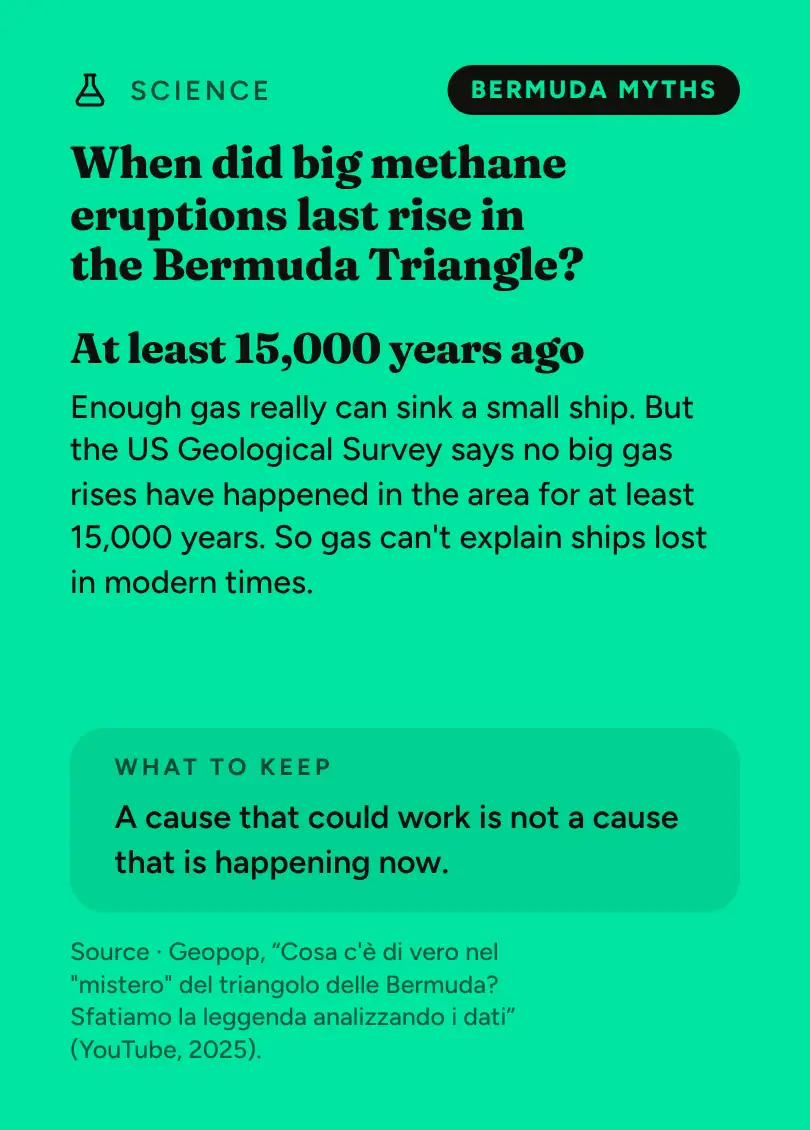 SCIENCE
BERMUDA MYTHS
When did big methane
eruptions last rise in
the Bermuda Triangle?
At least 15,000 years ago
Enough gas really can sink a small ship. But
the US Geological Survey says no big gas
rises have happened in the area for at least
15,000 years. So gas can't explain ships lost
in modern times.
WHAT TO KEEP
A cause that could work is not a cause
that is happening now.
Source · Geopop, “Cosa c'è di vero nel
"mistero" del triangolo delle Bermuda?
Sfatiamo la leggenda analizzando i dati”
(YouTube, 2025).